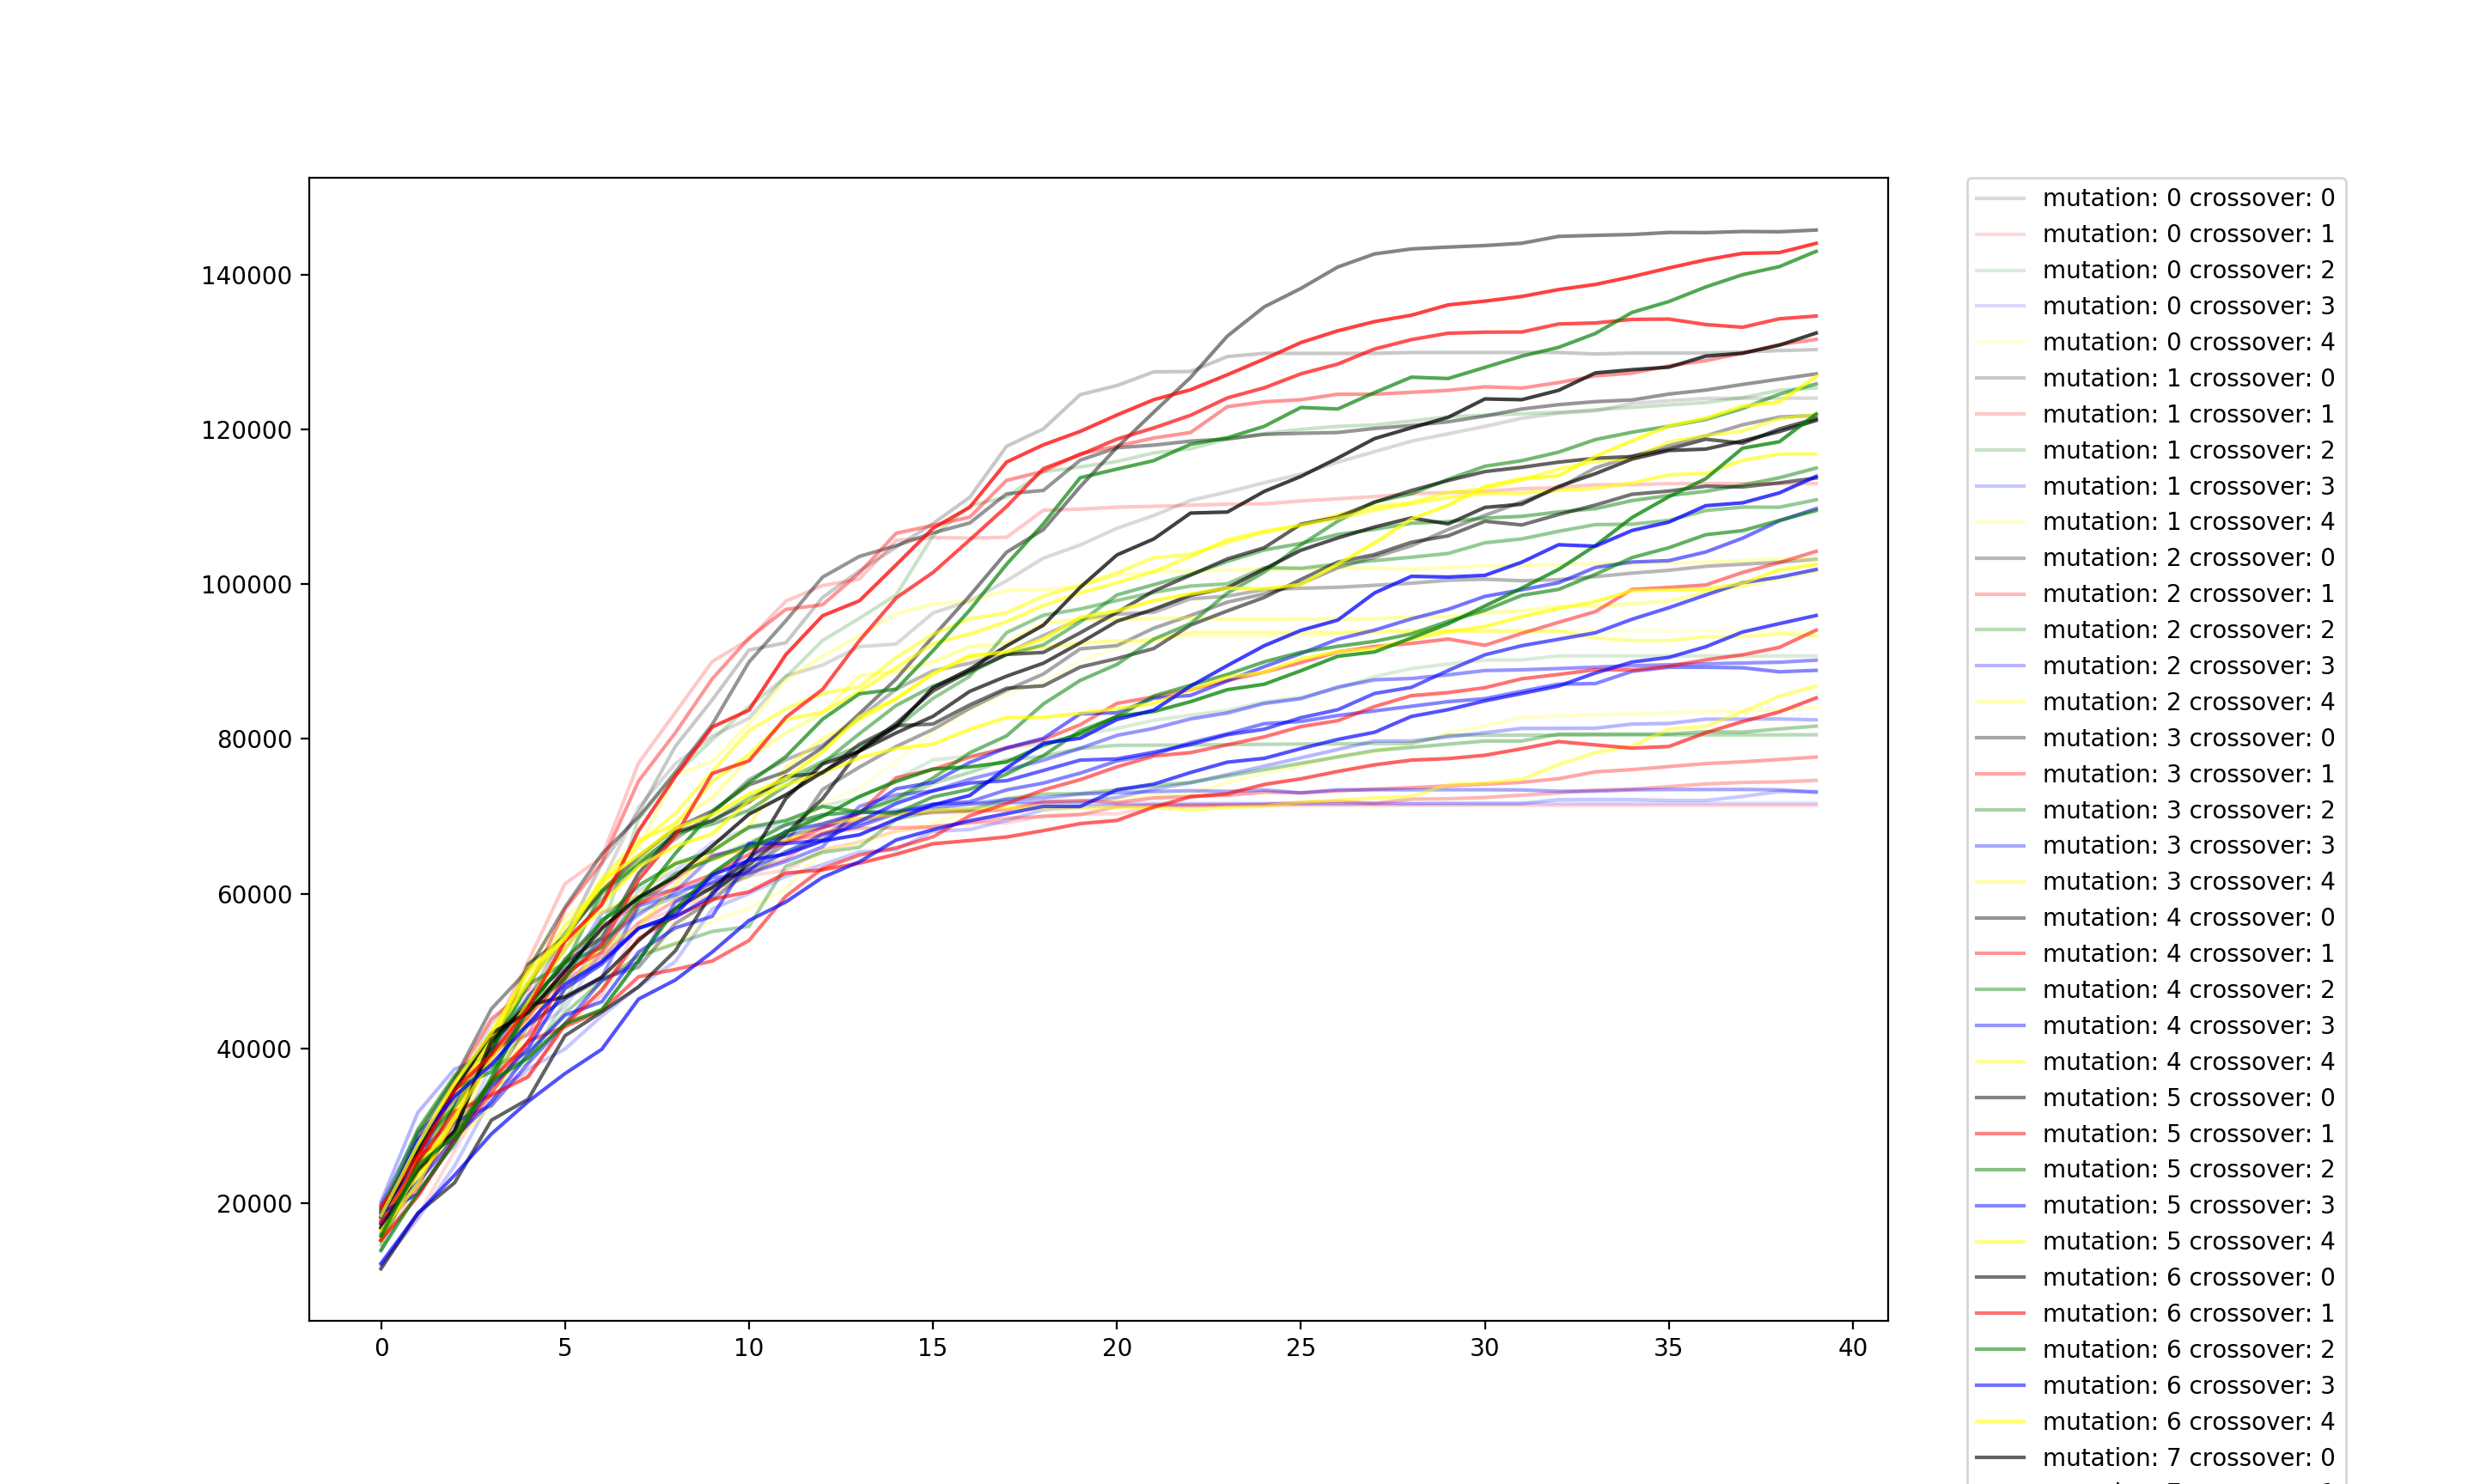 140000
120000
100000
80000
60000
40000
20000
0 5 10 15 20 25 30 35 40
mutation: 0 crossover: 0
mutation: 0 crossover: 1
mutation: 0 crossover: 2
mutation: 0 crossover: 3
mutation: 0 crossover: 4
mutation: 1 crossover: 0
mutation: 1 crossover: 1
mutation: 1 crossover: 2
mutation: 1 crossover: 3
mutation: 1 crossover: 4
mutation: 2 crossover: 0
mutation: 2 crossover: 1
mutation: 2 crossover: 2
mutation: 2 crossover: 3
mutation: 2 crossover: 4
mutation: 3 crossover: 0
mutation: 3 crossover: 1
mutation: 3 crossover: 2
mutation: 3 crossover: 3
mutation: 3 crossover: 4
mutation: 4 crossover: 0
mutation: 4 crossover: 1
mutation: 4 crossover: 2
mutation: 4 crossover: 3
mutation: 4 crossover: 4
mutation: 5 crossover: 0
mutation: 5 crossover: 1
mutation: 5 crossover: 2
mutation: 5 crossover: 3
mutation: 5 crossover: 4
mutation: 6 crossover: 0
mutation: 6 crossover: 1
mutation: 6 crossover: 2
mutation: 6 crossover: 3
mutation: 6 crossover: 4
mutation: 7 crossover: 0